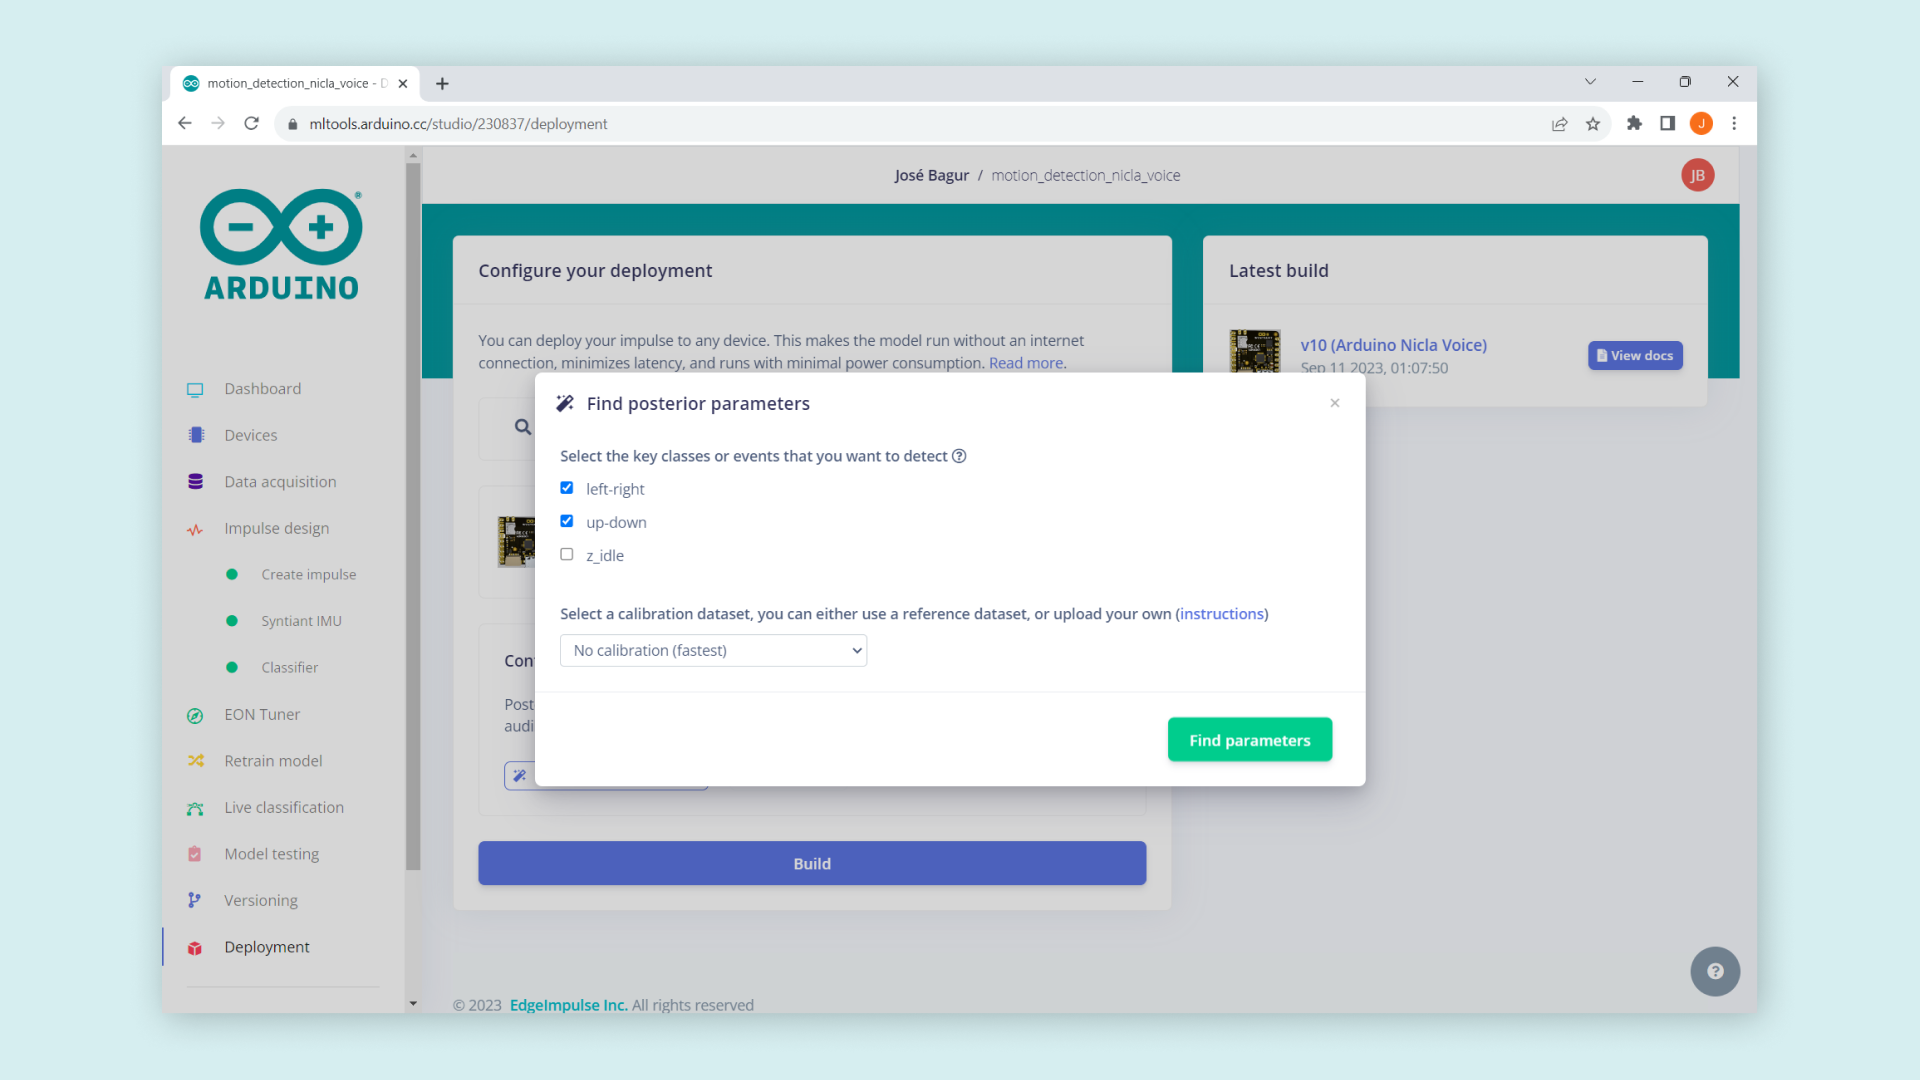 motion_detection_nicla_voice - D
mltools.arduino.cc/studio/230837/deployment
J
ARDUINO
®
José Bagur / motion_detection_nicla_voice
JB
Dashboard
Devices
Data acquisition
Impulse design
Create impulse
Syntiant IMU
Classifier
EON Tuner
Retrain model
Live classification
Model testing
Versioning
Deployment
Configure your deployment
You can deploy your impulse to any device. This makes the model run without an internet
connection, minimizes latency, and runs with minimal power consumption. Read more.
Latest build
v10 (Arduino Nicla Voice)
Sep 11 2023, 01:07:50
View docs
Find posterior parameters
×
Select the key classes or events that you want to detect
left-right
up-down
z_idle
Select a calibration dataset, you can either use a reference dataset, or upload your own (instructions)
No calibration (fastest)
Find parameters
Con
Post
audi
Build
© 2023 EdgeImpulse Inc. All rights reserved